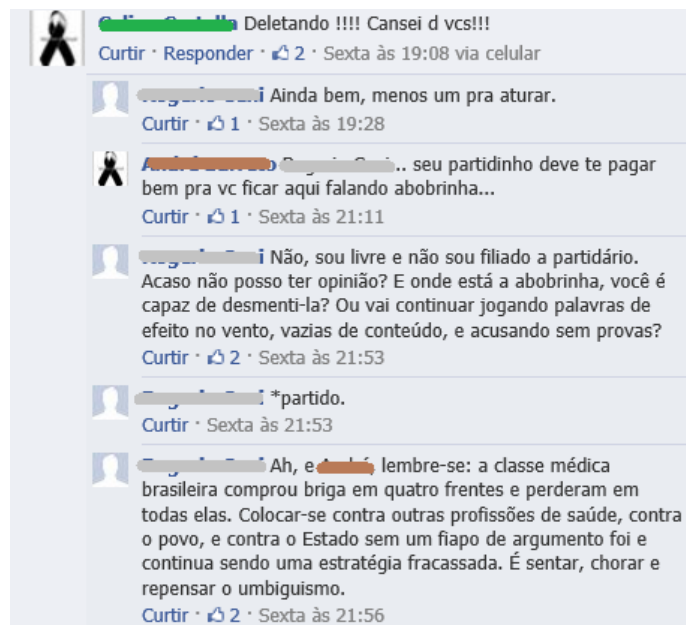 Deletando !!!! Cansei d vcs!!!
Curtir · Responder · 2 · Sexta às 19:08 via celular
Ainda bem, menos um pra aturar.
Curtir · 1 · Sexta às 19:28
.. seu partidinho deve te pagar
bem pra vc ficar aqui falando abobrinha...
Curtir · 1 · Sexta às 21:11
Não, sou livre e não sou filiado a partidário.
Acaso não posso ter opinião? E onde está a abobrinha, você é
capaz de desmenti-la? Ou vai continuar jogando palavras de
efeito no vento, vazias de conteúdo, e acusando sem provas?
Curtir · 2 · Sexta às 21:53
*partido.
Curtir · Sexta às 21:53
Ah, e , lembre-se: a classe médica
brasileira comprou briga em quatro frentes e perderam em
todas elas. Colocar-se contra outras profissões de saúde, contra
o povo, e contra o Estado sem um fiapo de argumento foi e
continua sendo uma estratégia fracassada. É sentar, chorar e
repensar o umbiguismo.
Curtir · 2 · Sexta às 21:56